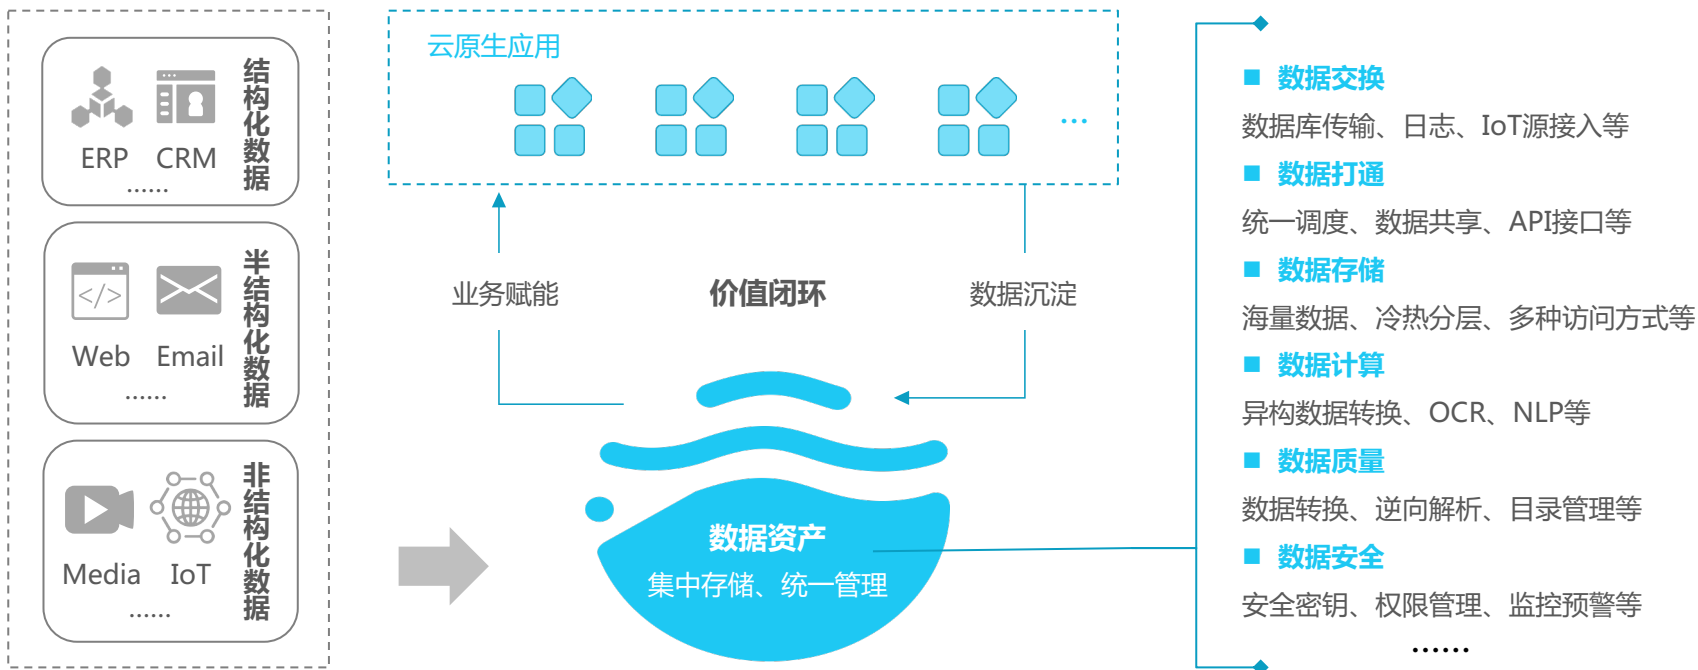 结构化数据
ERP CRM
......
半结构化数据
</>
Web Email
......
非结构化数据
Media IoT
......
云原生应用
...
业务赋能
价值闭环
数据沉淀
数据资产
集中存储、统一管理
■ 数据交换
数据库传输、日志、IoT源接入等
■ 数据打通
统一调度、数据共享、API接口等
■ 数据存储
海量数据、冷热分层、多种访问方式等
■ 数据计算
异构数据转换、OCR、NLP等
■ 数据质量
数据转换、逆向解析、目录管理等
■ 数据安全
安全密钥、权限管理、监控预警等
......